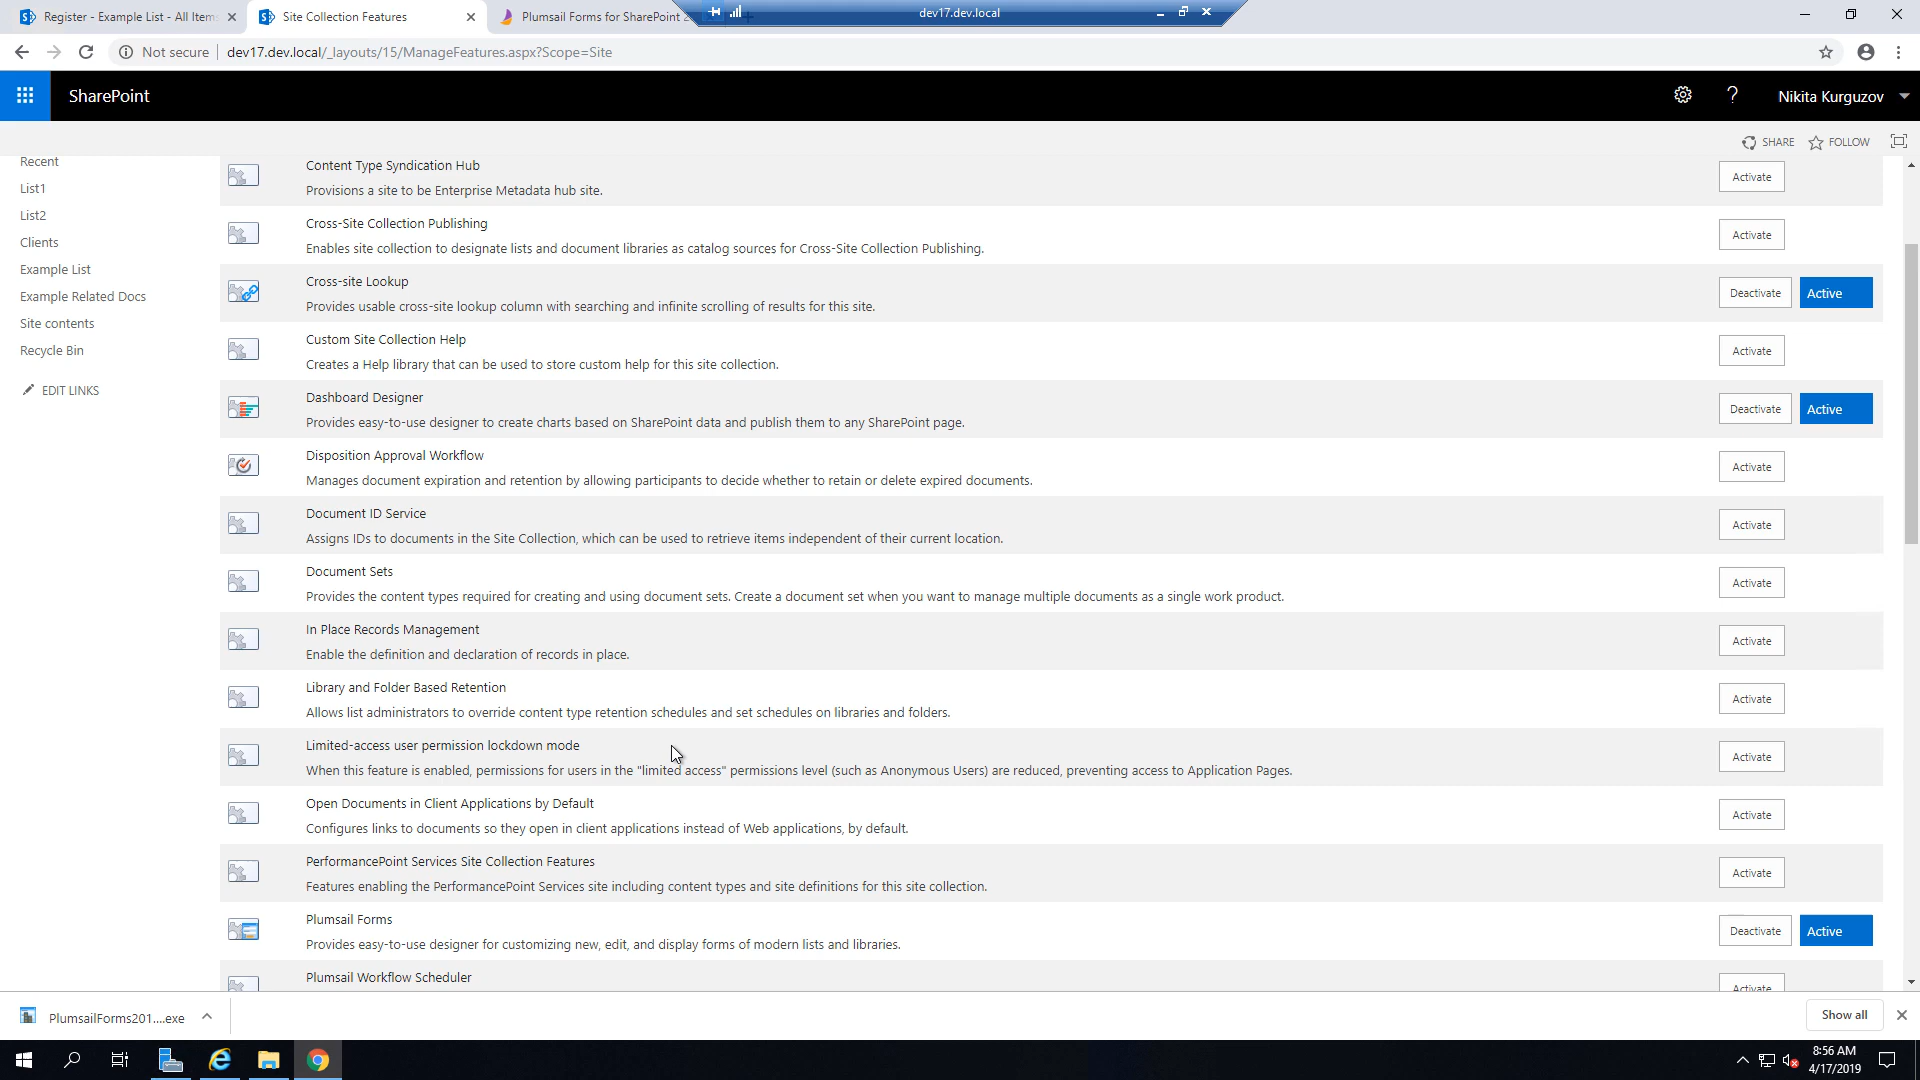 Register - Example List - All Item
Site Collection Features
Plumsail Forms for SharePoint 2
dev17.dev.local
Not secure
dev17.dev.local/_layouts/15/ManageFeatures.aspx?Scope=Site
SharePoint
Nikita Kurguzov
SHARE
FOLLOW
Recent
List1
List2
Clients
Example List
Example Related Docs
Site contents
Recycle Bin
EDIT LINKS
Content Type Syndication Hub
Provisions a site to be Enterprise Metadata hub site.
Activate
Cross-Site Collection Publishing
Enables site collection to designate lists and document libraries as catalog sources for Cross-Site Collection Publishing.
Activate
Cross-site Lookup
Provides usable cross-site lookup column with searching and infinite scrolling of results for this site.
Deactivate
Active
Custom Site Collection Help
Creates a Help library that can be used to store custom help for this site collection.
Activate
Dashboard Designer
Provides easy-to-use designer to create charts based on SharePoint data and publish them to any SharePoint page.
Deactivate
Active
Disposition Approval Workflow
Manages document expiration and retention by allowing participants to decide whether to retain or delete expired documents.
Activate
Document ID Service
Assigns IDs to documents in the Site Collection, which can be used to retrieve items independent of their current location.
Activate
Document Sets
Provides the content types required for creating and using document sets. Create a document set when you want to manage multiple documents as a single work product.
Activate
In Place Records Management
Enable the definition and declaration of records in place.
Activate
Library and Folder Based Retention
Allows list administrators to override content type retention schedules and set schedules on libraries and folders.
Activate
Limited-access user permission lockdown mode
When this feature is enabled, permissions for users in the "limited access" permissions level (such as Anonymous Users) are reduced, preventing access to Application Pages.
Activate
Open Documents in Client Applications by Default
Configures links to documents so they open in client applications instead of Web applications, by default.
Activate
PerformancePoint Services Site Collection Features
Features enabling the PerformancePoint Services site including content types and site definitions for this site collection.
Activate
Plumsail Forms
Provides easy-to-use designer for customizing new, edit, and display forms of modern lists and libraries.
Deactivate
Active
Plumsail Workflow Scheduler
Activate
PlumsailForms201....exe
Show all
8:56 AM
4/17/2019